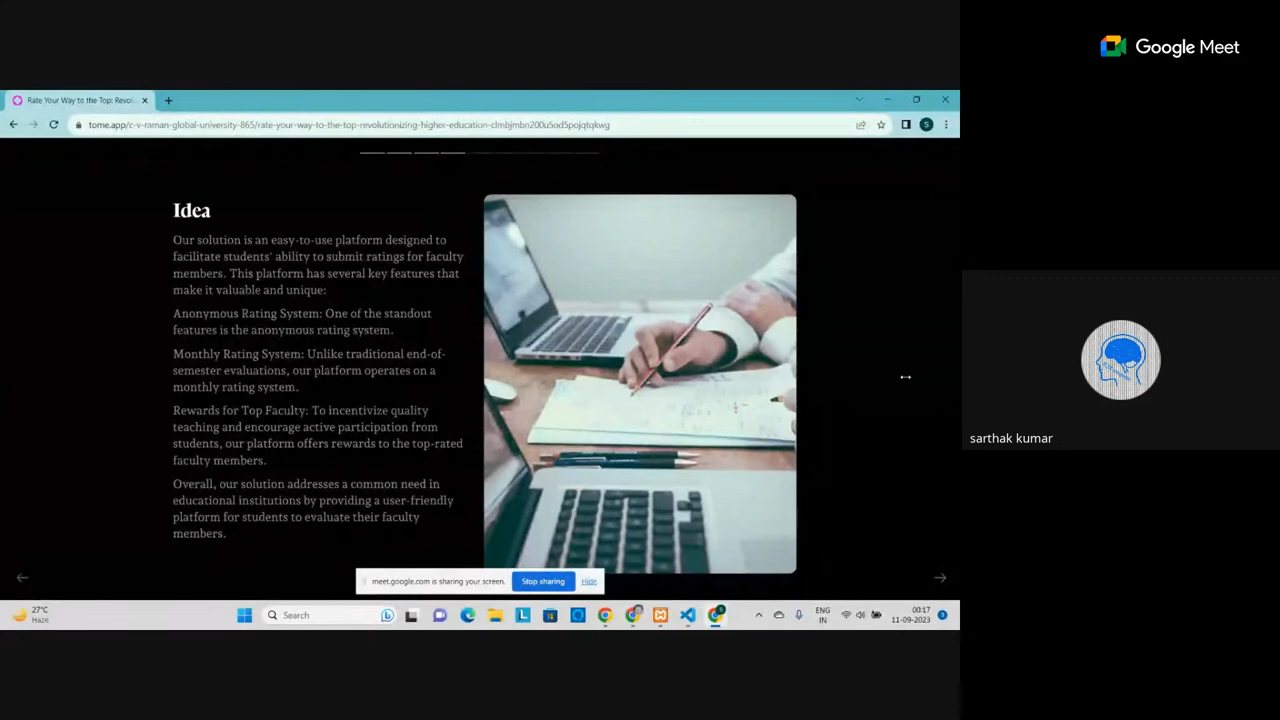 Google Meet
Rate Your Way to the Top: Revol
tome.app/c-v-raman-global-university-865/rate-your-way-to-the-top-revolutionizing-higher-education-clmbjmbn200u5od5pojqtqkwg
S
Idea
Our solution is an easy-to-use platform designed to
facilitate students' ability to submit ratings for faculty
members. This platform has several key features that
make it valuable and unique:
Anonymous Rating System: One of the standout
features is the anonymous rating system.
Monthly Rating System: Unlike traditional end-of-
semester evaluations, our platform operates on a
monthly rating system.
Rewards for Top Faculty: To incentivize quality
teaching and encourage active participation from
students, our platform offers rewards to the top-rated
faculty members.
Overall, our solution addresses a common need in
educational institutions by providing a user-friendly
platform for students to evaluate their faculty
members.
sarthak kumar
meet.google.com is sharing your screen.
Stop sharing
Hide
27°C
Haze
Search
ENG
IN
00:17
11-09-2023